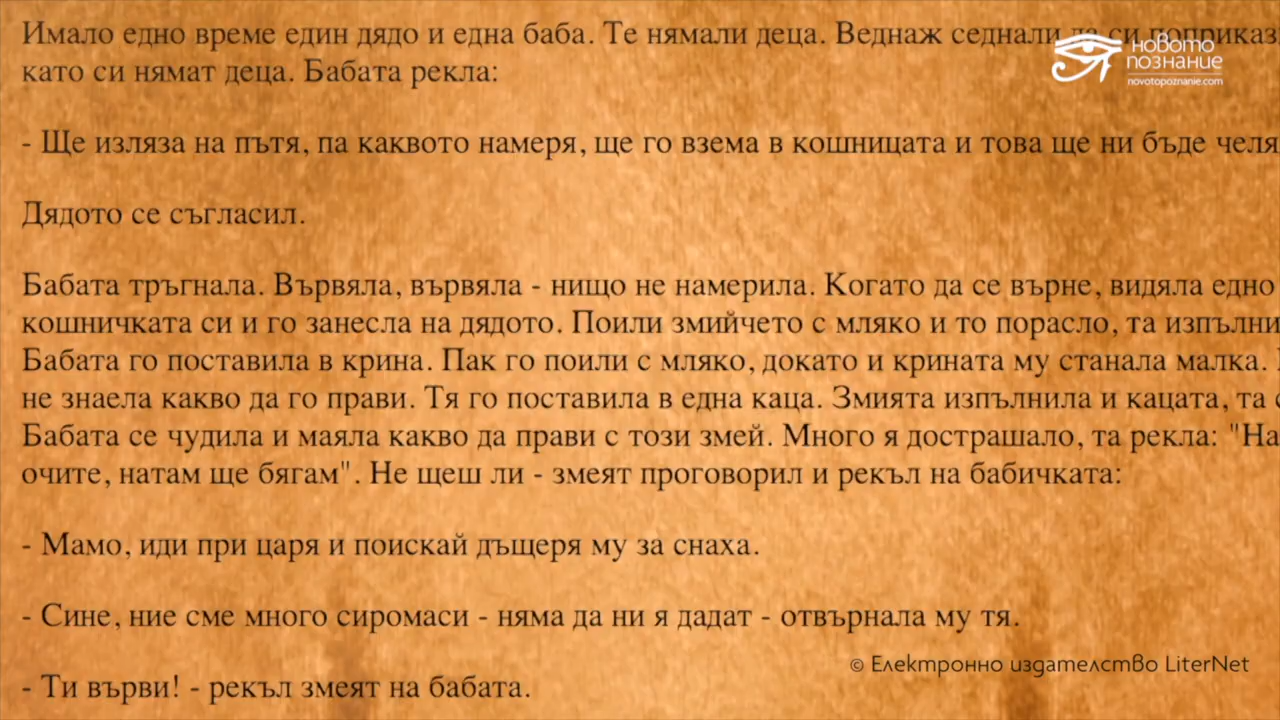 Имало едно време един дядо и една баба. Те нямали деца. Веднаж седнали да си поприказ
като си нямат деца. Бабата рекла:
- Ще изляза на пътя, па каквото намеря, ще го взема в кошницата и това ще ни бъде челя
Дядото се съгласил.
Бабата тръгнала. Вървяла, вървяла - нищо не намерила. Когато да се върне, видяла едно
кошничката си и го занесла на дядото. Поили змийчето с мляко и то порасло, та изпълни
Бабата го поставила в крина. Пак го поили с мляко, докато и крината му станала малка.
не знаела какво да го прави. Тя го поставила в една каца. Змията изпълнила и кацата, та
Бабата се чудила и маяла какво да прави с този змей. Много я дострашало, та рекла: "На
очите, натам ще бягам". Не щеш ли - змеят проговорил и рекъл на бабичката:
- Мамо, иди при царя и поискай дъщеря му за снаха.
- Сине, ние сме много сиромаси - няма да ни я дадат - отвърнала му тя.
- Ти върви! - рекъл змеят на бабата.
новото
познание
novotopoznanie.com
© Електронно издателство LiterNet